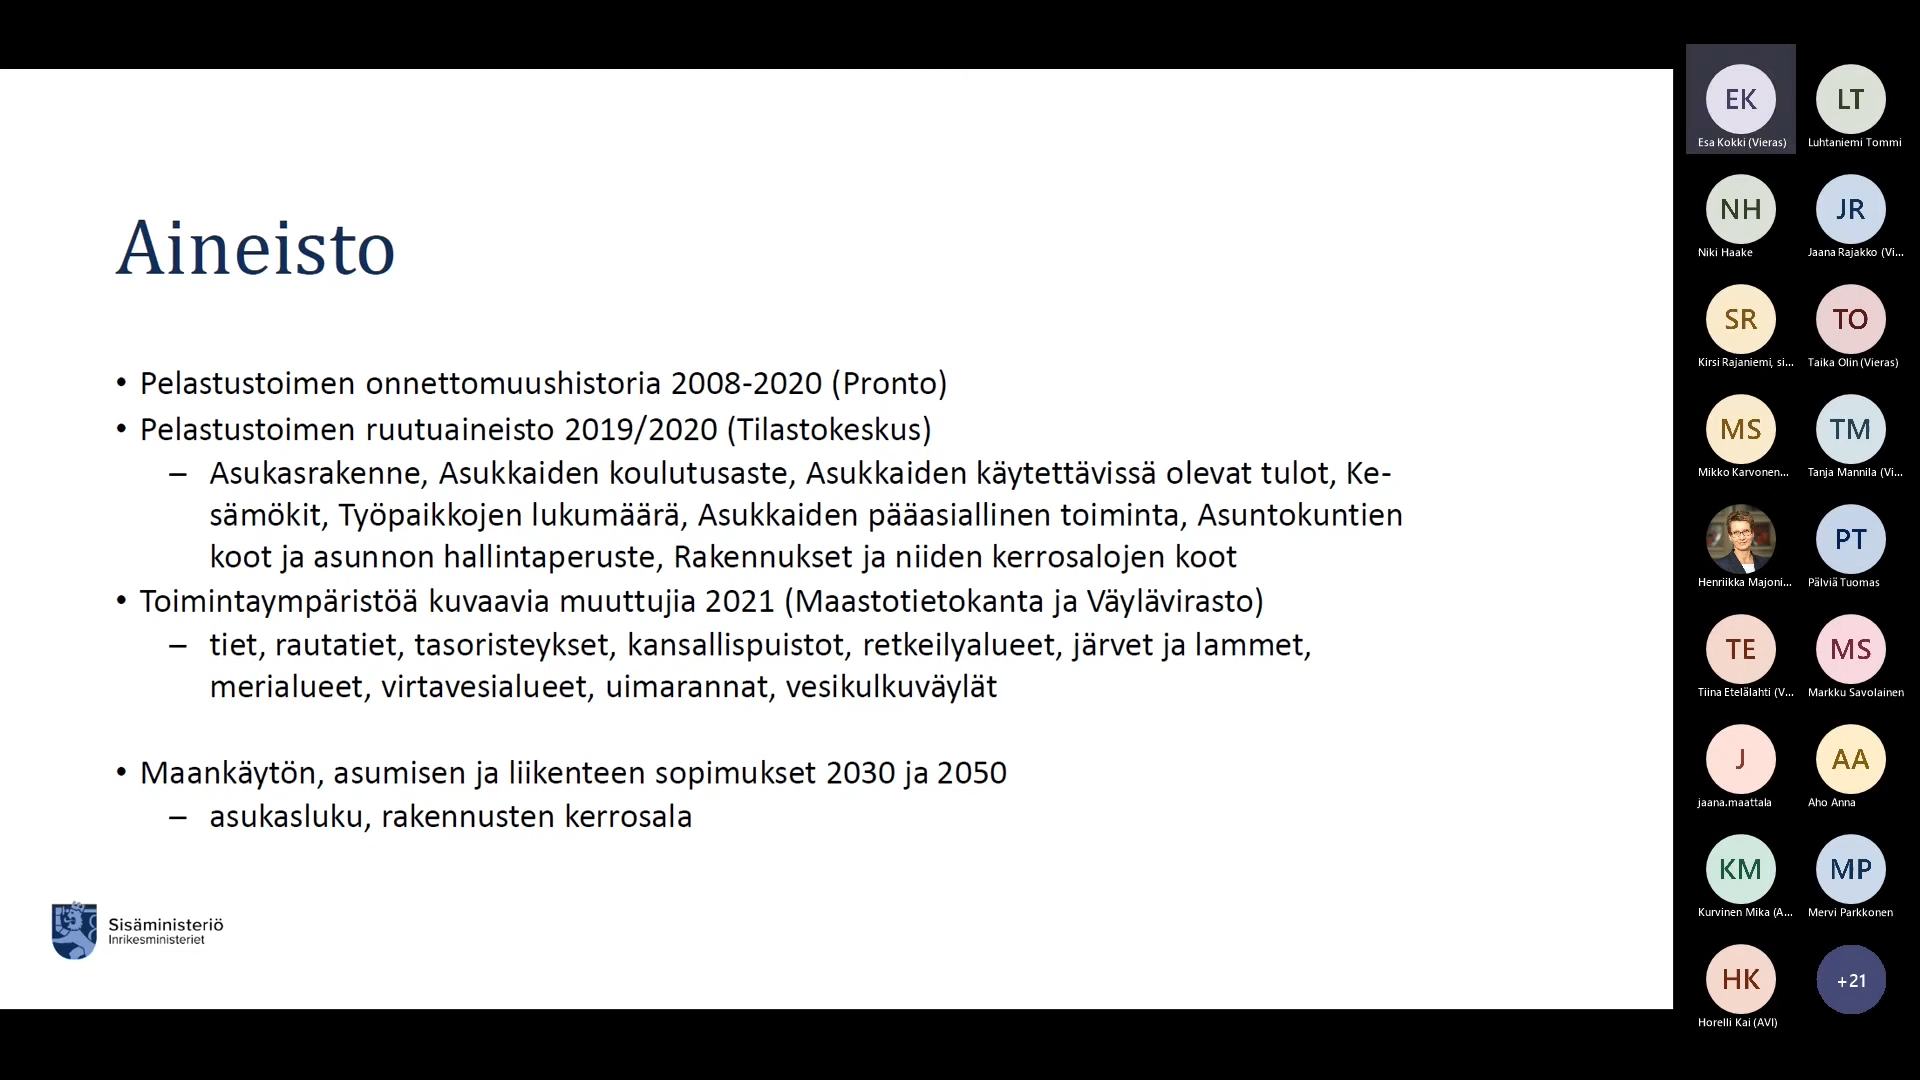 Aineisto
• Pelastustoimen onnettomuushistoria 2008-2020 (Pronto)
• Pelastustoimen ruutuaineisto 2019/2020 (Tilastokeskus)
– Asukasrakenne, Asukkaiden koulutusaste, Asukkaiden käytettävissä olevat tulot, Ke-
sämökit, Työpaikkojen lukumäärä, Asukkaiden pääasiallinen toiminta, Asuntokuntien
koot ja asunnon hallintaperuste, Rakennukset ja niiden kerrosalojen koot
• Toimintaympäristöä kuvaavia muuttujia 2021 (Maastotietokanta ja Väylävirasto)
– tiet, rautatiet, tasoristeykset, kansallispuistot, retkeilyalueet, järvet ja lammet,
merialueet, virtavesialueet, uimarannat, vesikulkuväylät
• Maankäytön, asumisen ja liikenteen sopimukset 2030 ja 2050
– asukasluku, rakennusten kerrosala
Sisäministeriö
Inrikesministeriet
EK
Esa Kokki (Vieras)
LT
Luhtaniemi Tommi
NH
Niki Haake
JR
Jaana Rajakko (Vi...
SR
Kirsi Rajaniemi, si...
TO
Taika Olin (Vieras)
MS
Mikko Karvonen...
TM
Tanja Mannila (Vi...
Henriikka Majoni...
PT
Pälviä Tuomas
TE
Tiina Etelälahti (V...
MS
Markku Savolainen
J
jaana.maattala
AA
Aho Anna
KM
Kurvinen Mika (A...
MP
Mervi Parkkonen
HK
Horelli Kai (AVI)
+21